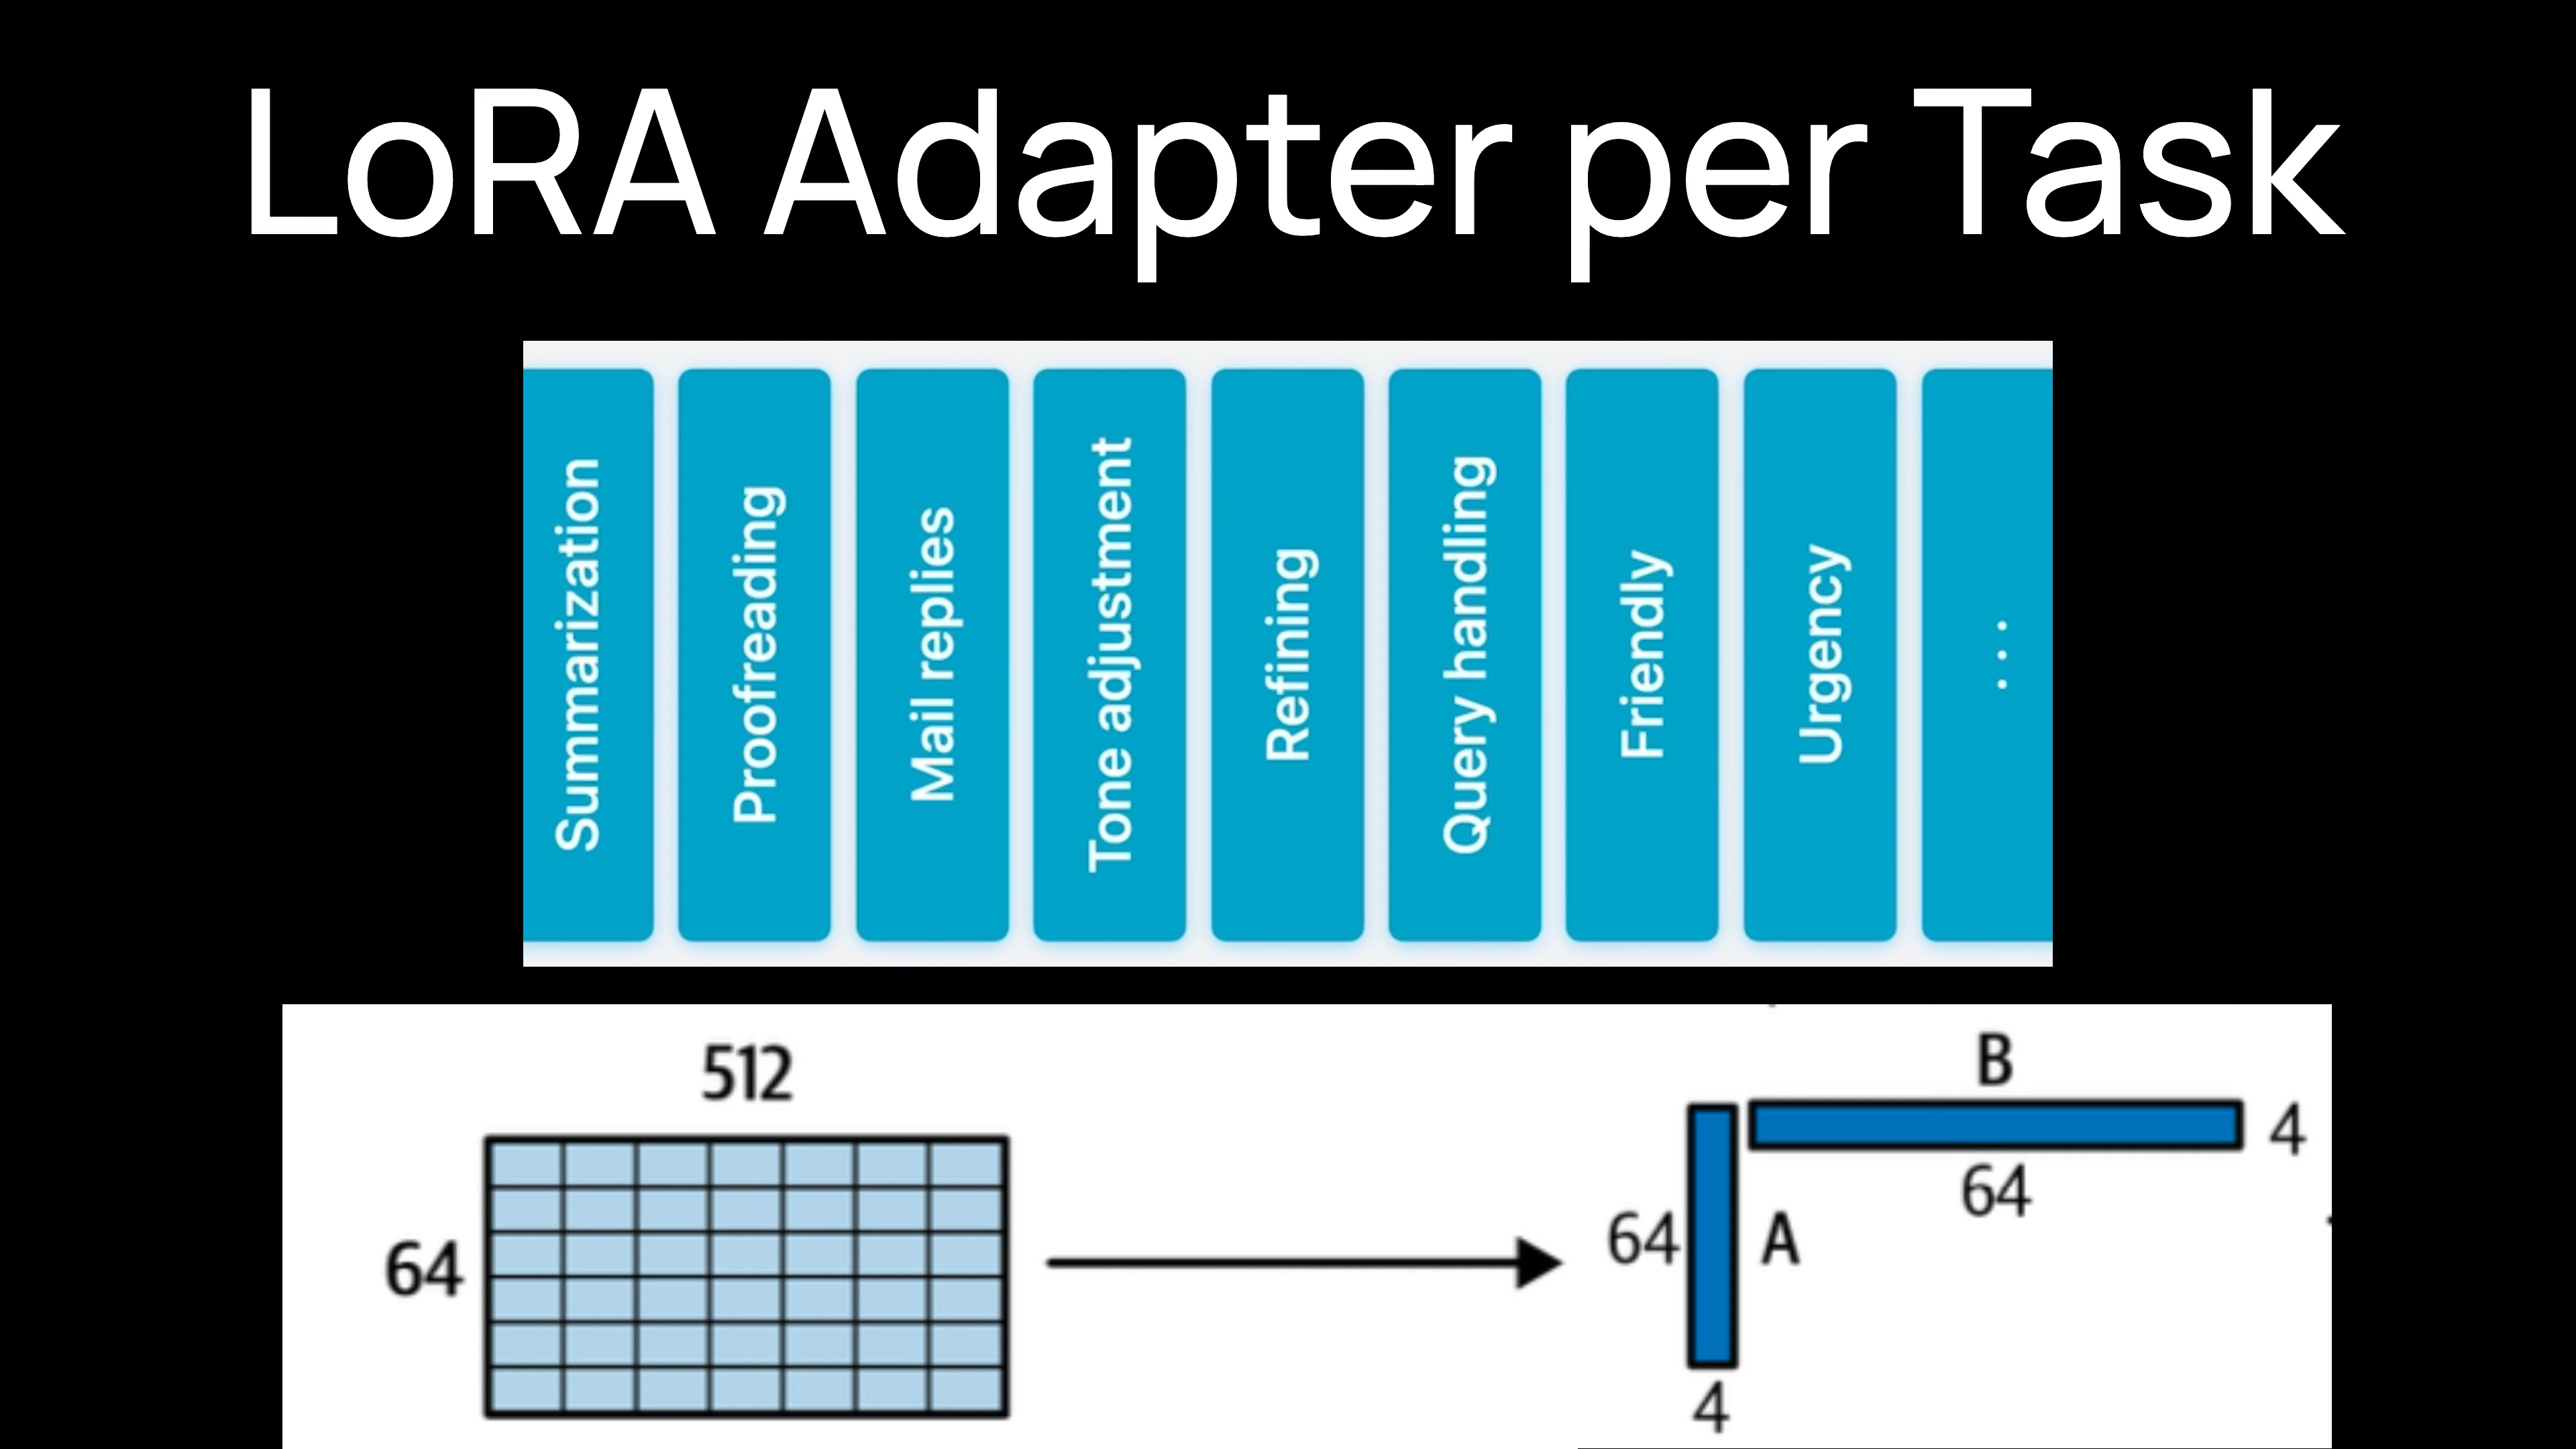 LoRA Adapter per Task
Summarization
Proofreading
Mail replies
Tone adjustment
Refining
Query handling
Friendly
Urgency
...
512
64
B
4
64
64
A
4